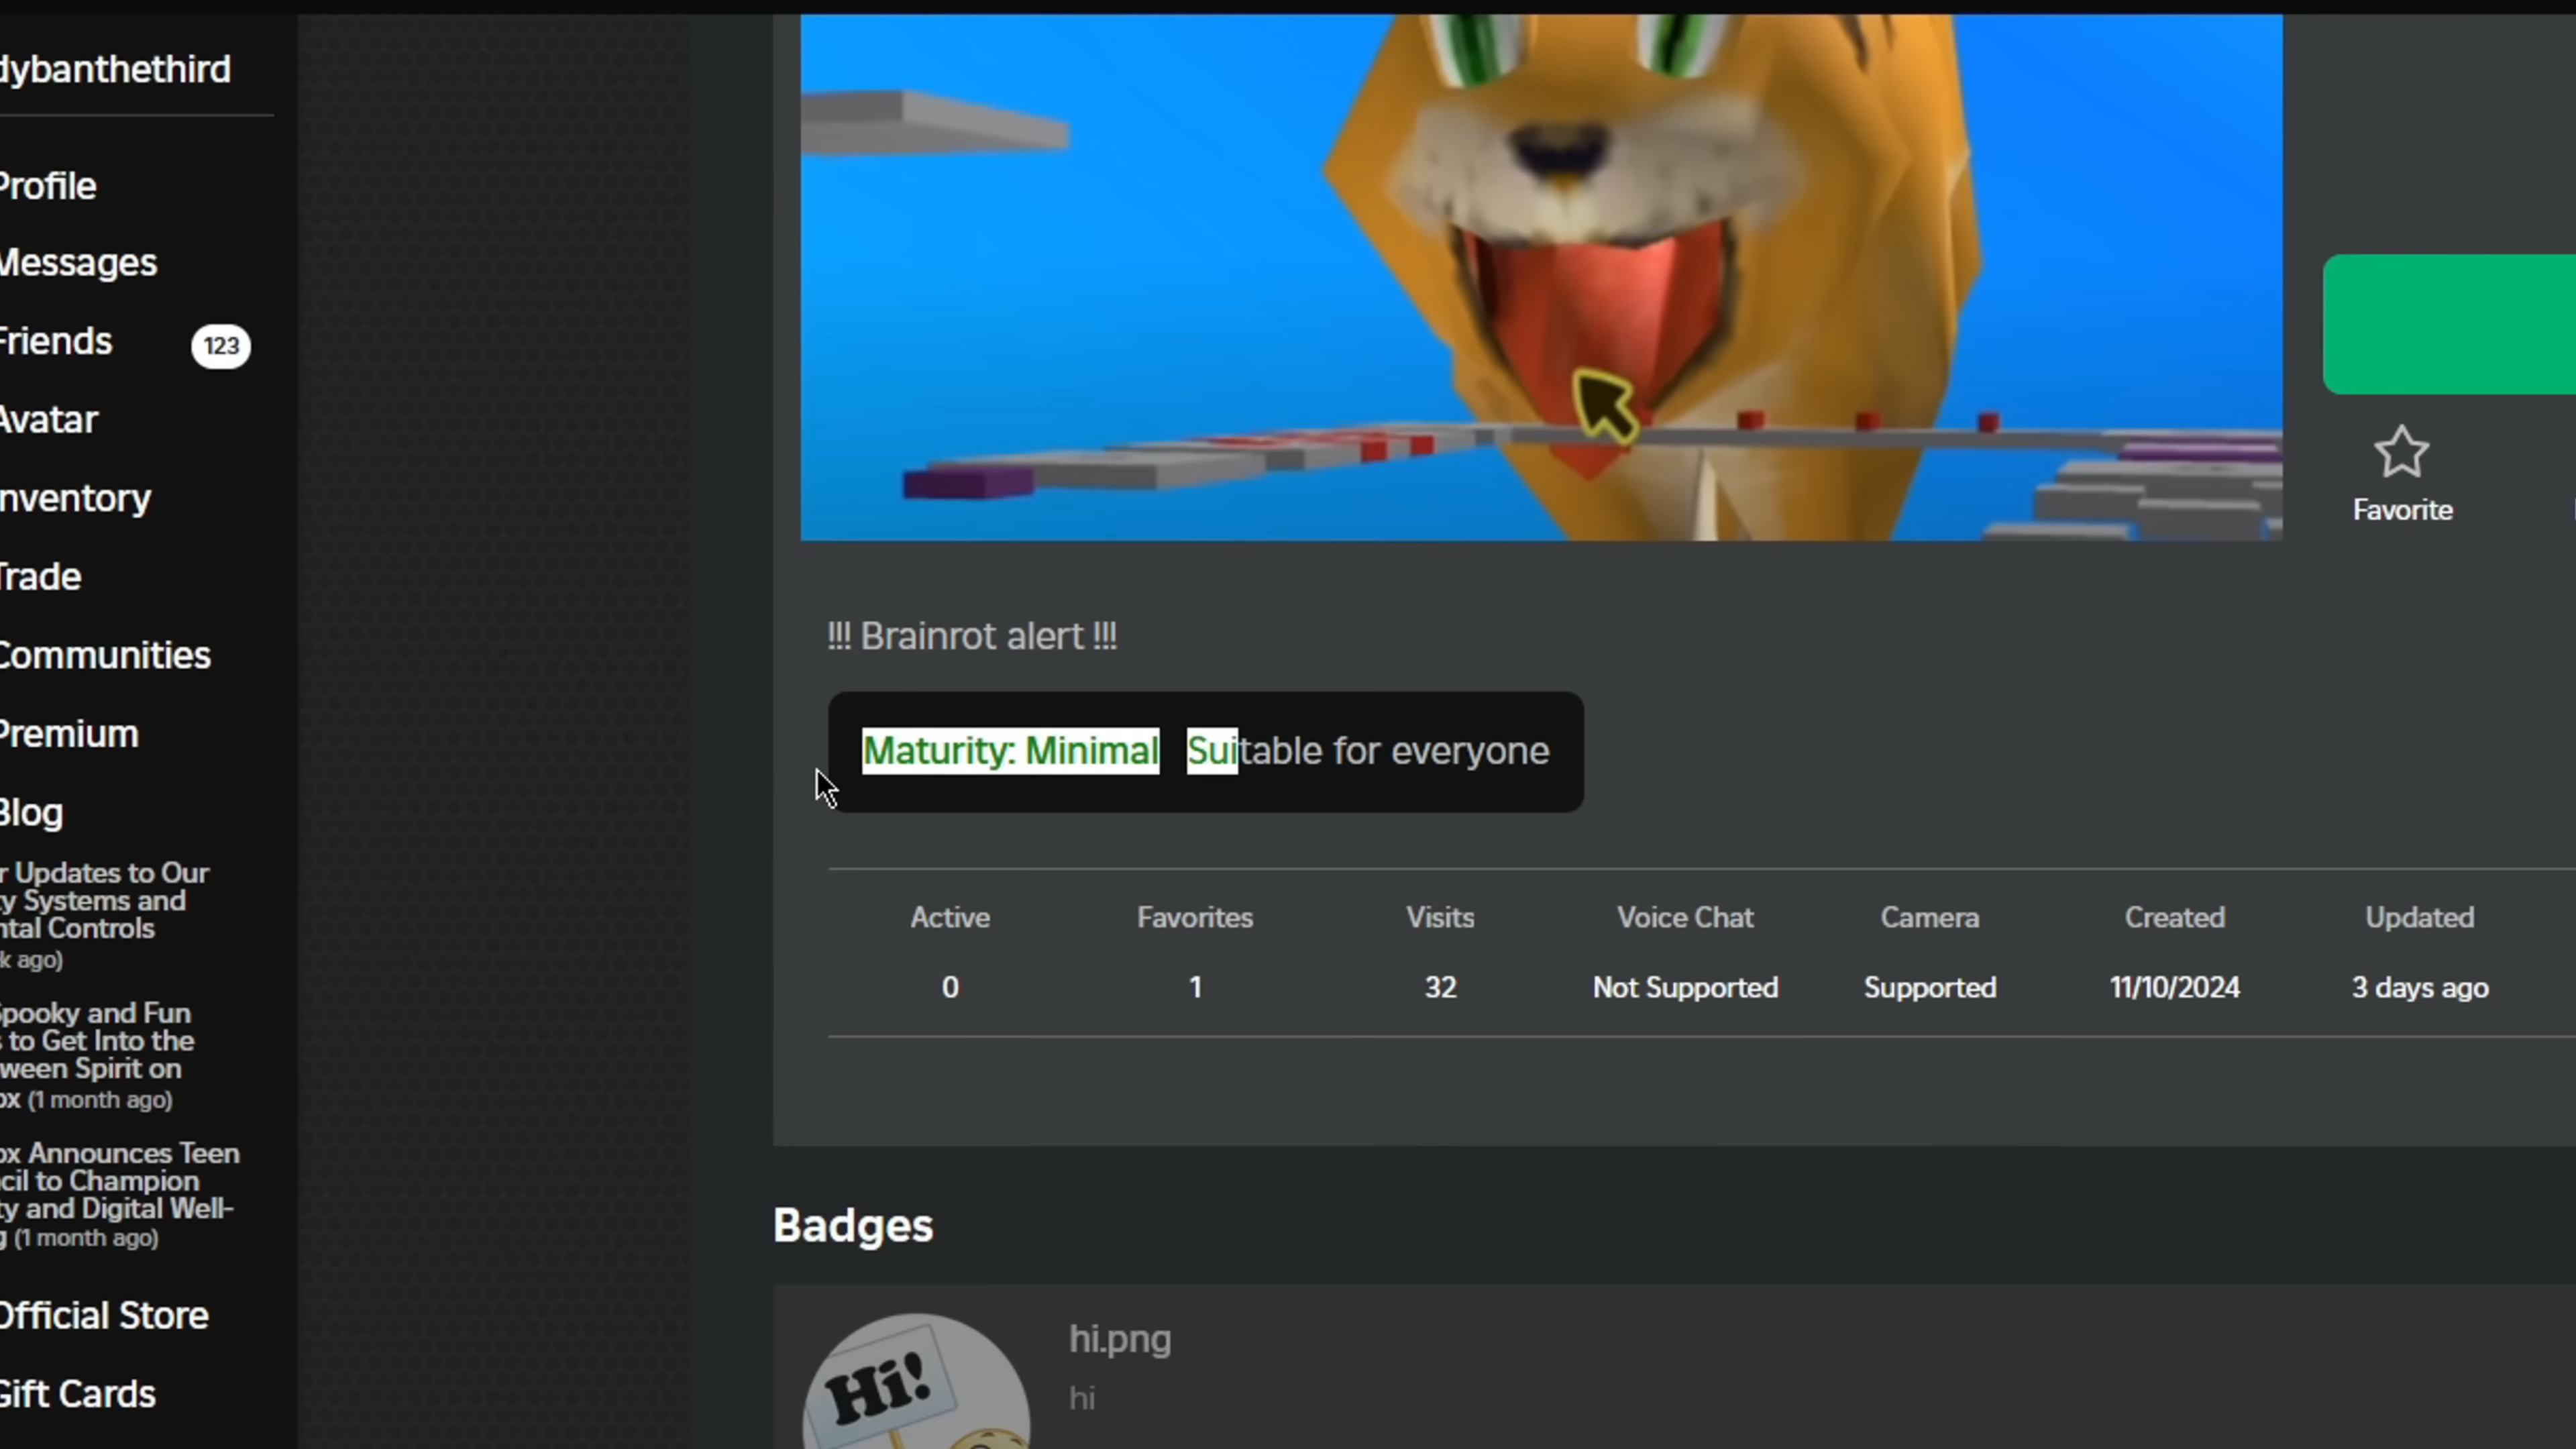 dybanthethird
Profile
Messages
Friends
123
Avatar
Inventory
Trade
Communities
Premium
Blog
r Updates to Our
ty Systems and
ntal Controls
k ago)
Spooky and Fun
s to Get Into the
ween Spirit on
ox (1 month ago)
ox Announces Teen
cil to Champion
ty and Digital Well-
g (1 month ago)
Official Store
Gift Cards
Favorite
!!! Brainrot alert !!!
Maturity: Minimal Suitable for everyone
Active Favorites Visits Voice Chat Camera Created Updated
0 1 32 Not Supported Supported 11/10/2024 3 days ago
Badges
Hi!
hi.png
hi